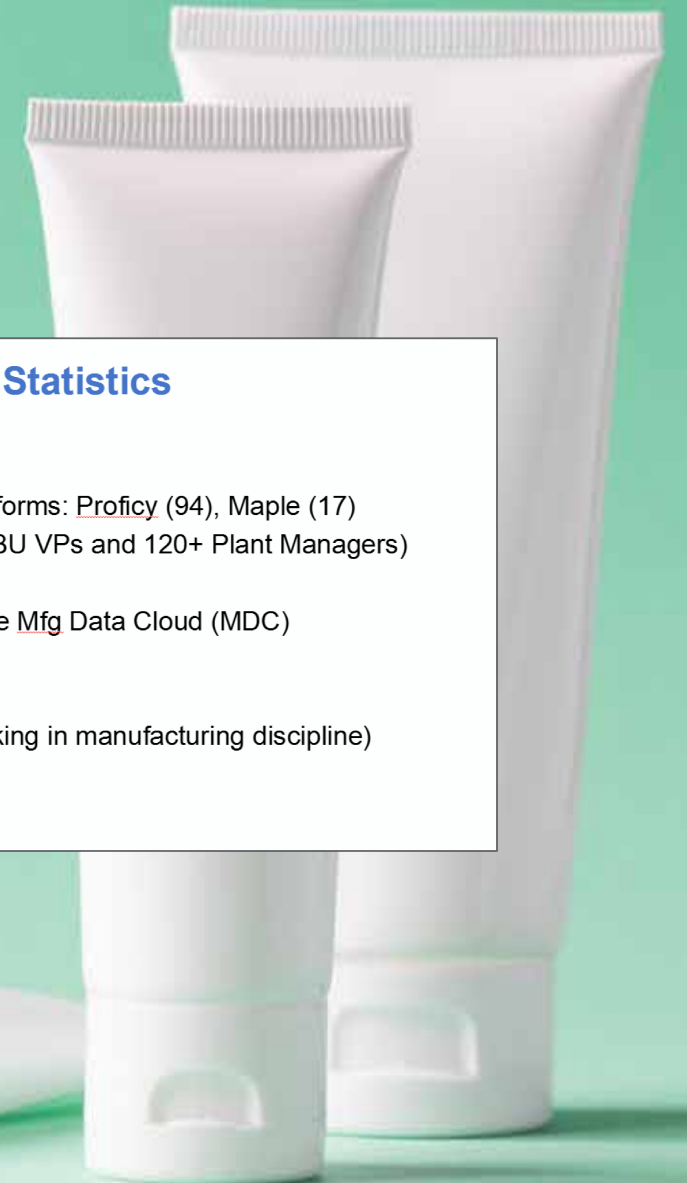 Statistics
forms: Proficy (94), Maple (17)
BU VPs and 120+ Plant Managers)
Mfg Data Cloud (MDC)
in manufacturing discipline)